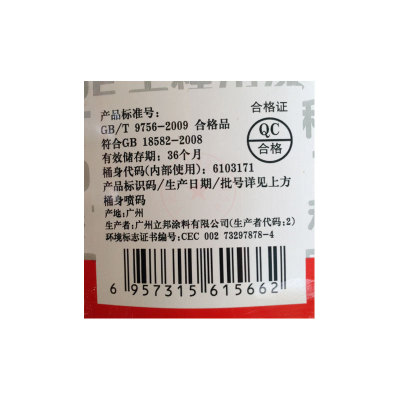 产品标准号:
GB/T 9756-2009 合格品
符合GB 18582-2008
有效储存期: 36个月
桶身代码(内部使用): 6103171
产品标识码/生产日期/批号详见上方
桶身喷码
产地:广州
生产者:广州立邦涂料有限公司(生产者代码:2)
环境标志证书编号:CEC 002 73297878-4
合格证
QC
合格
6 957315 615662